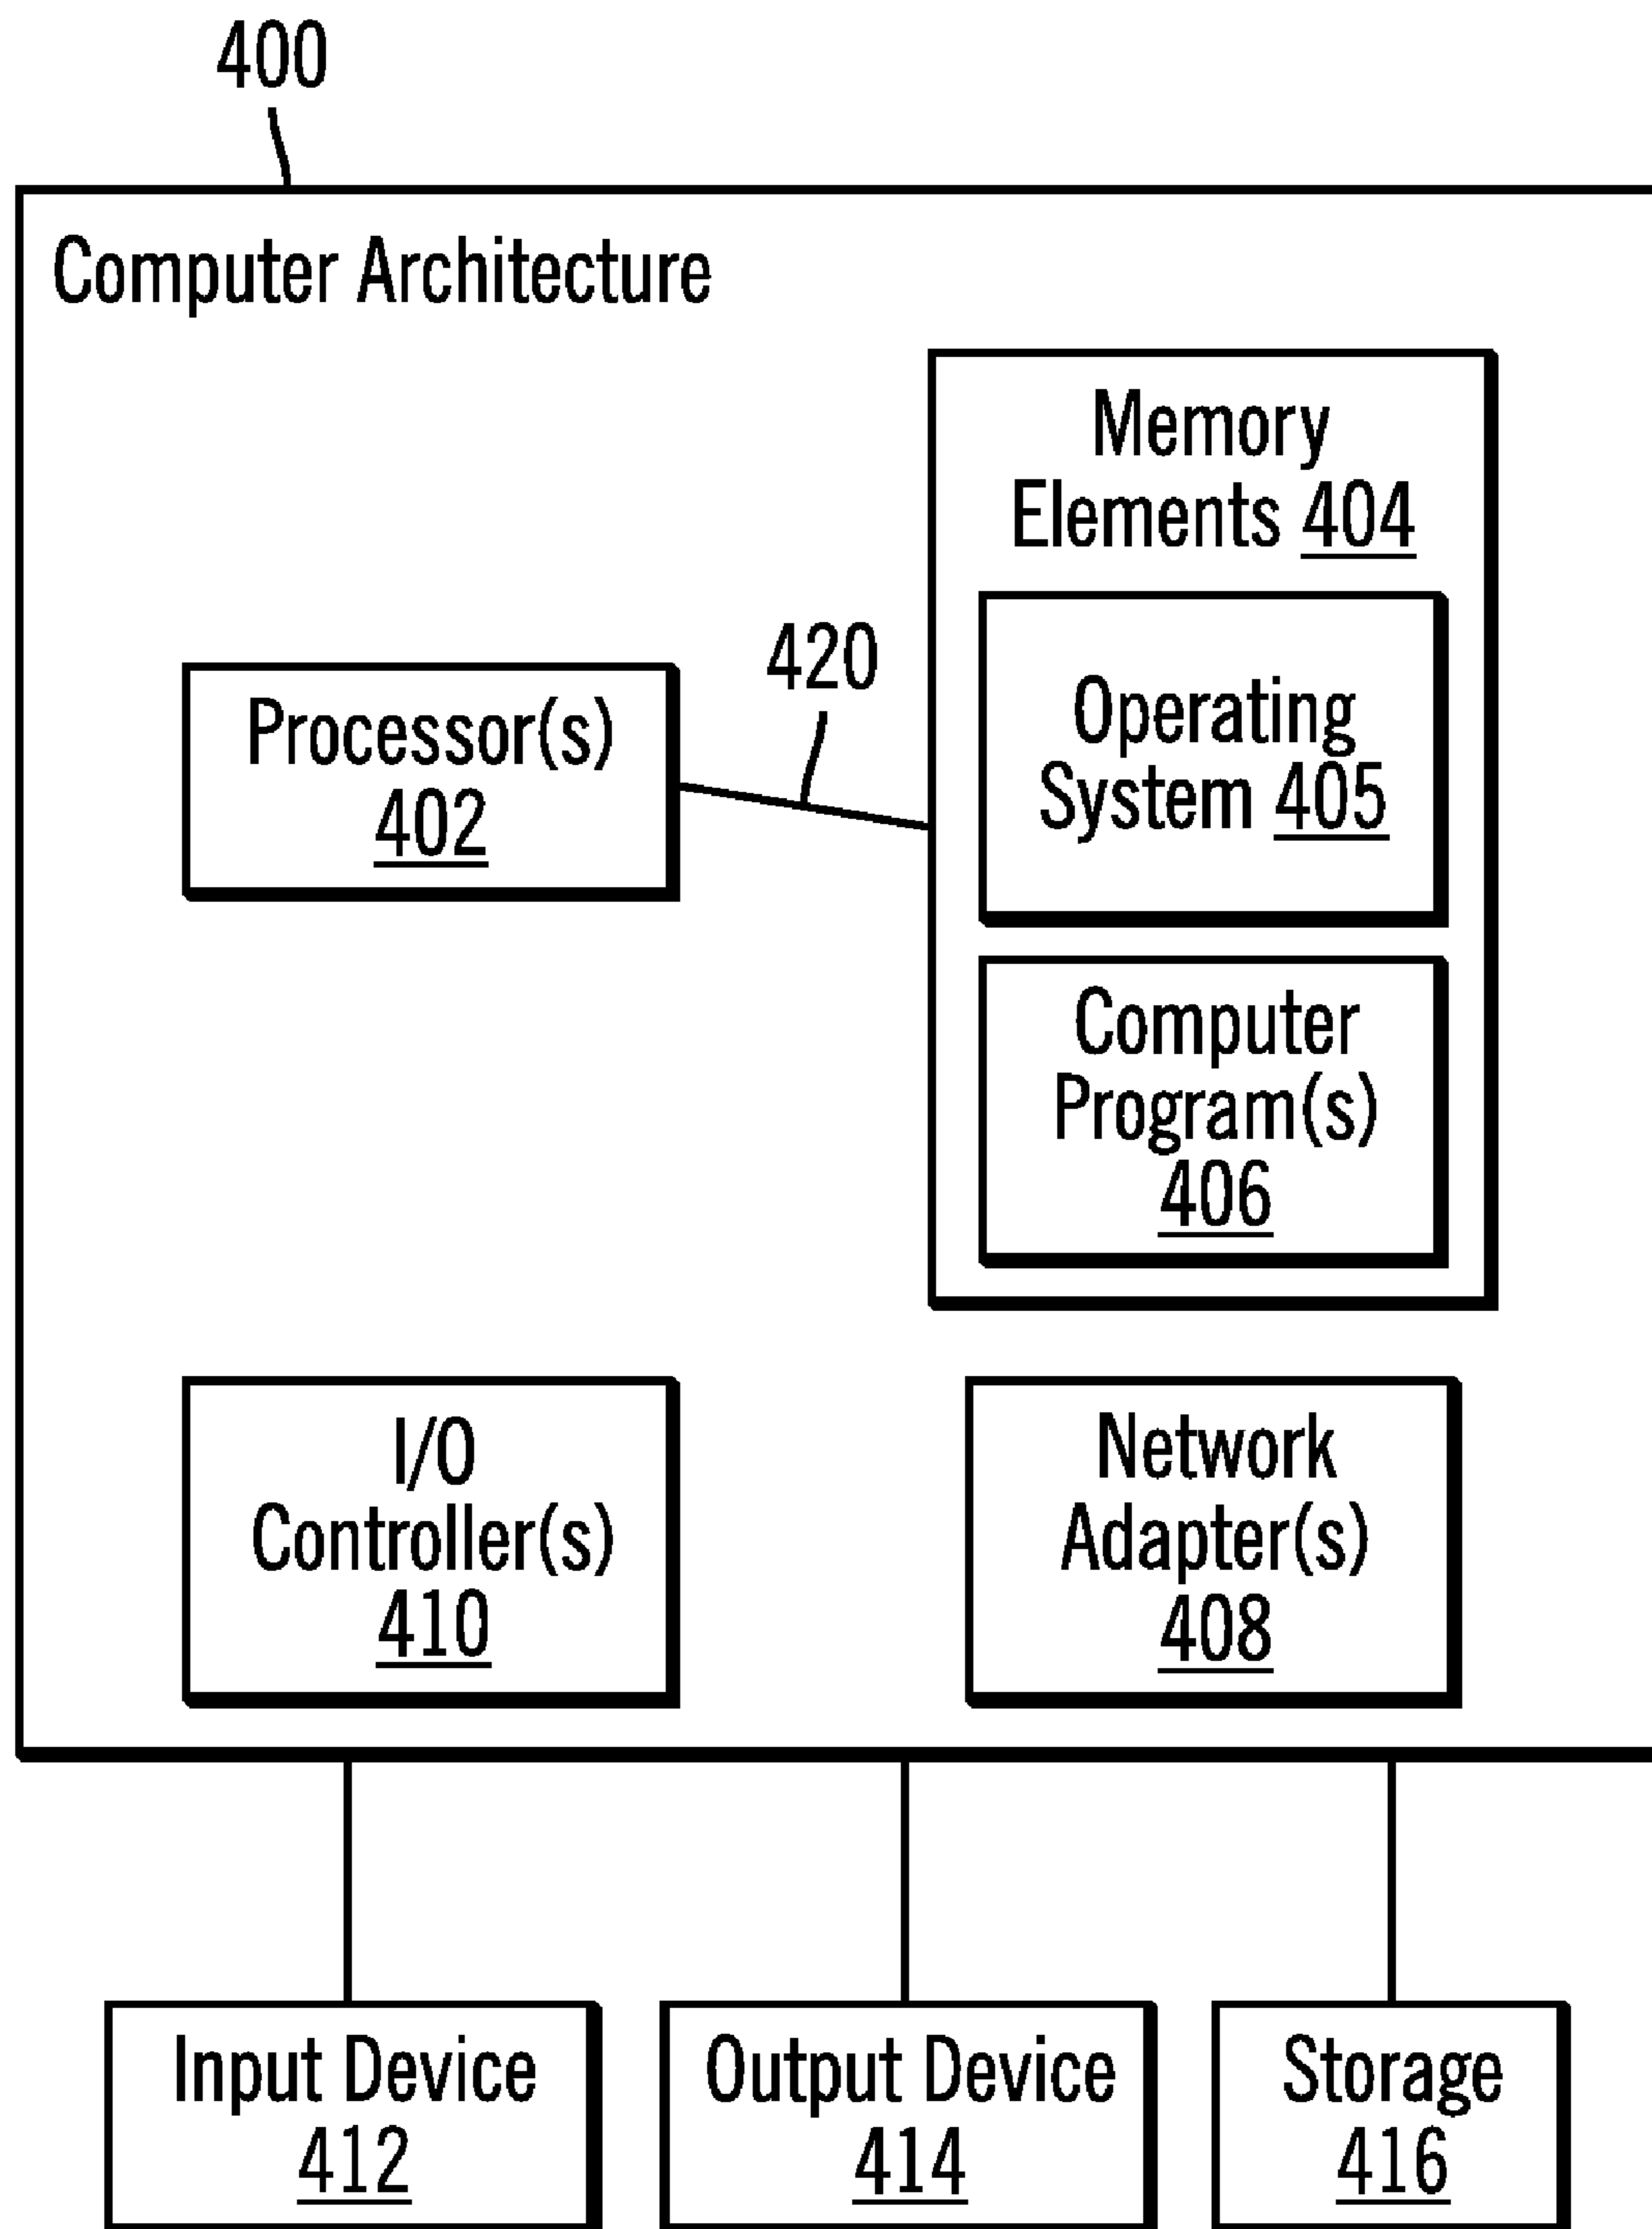 400
Computer Architecture
Memory
Elements 404
420
Operating
System 405
Processor(s)
402
Computer
Program(s)
406
I/O
Controller(s)
410
Network
Adapter(s)
408
Input Device
412
Output Device
414
Storage
416